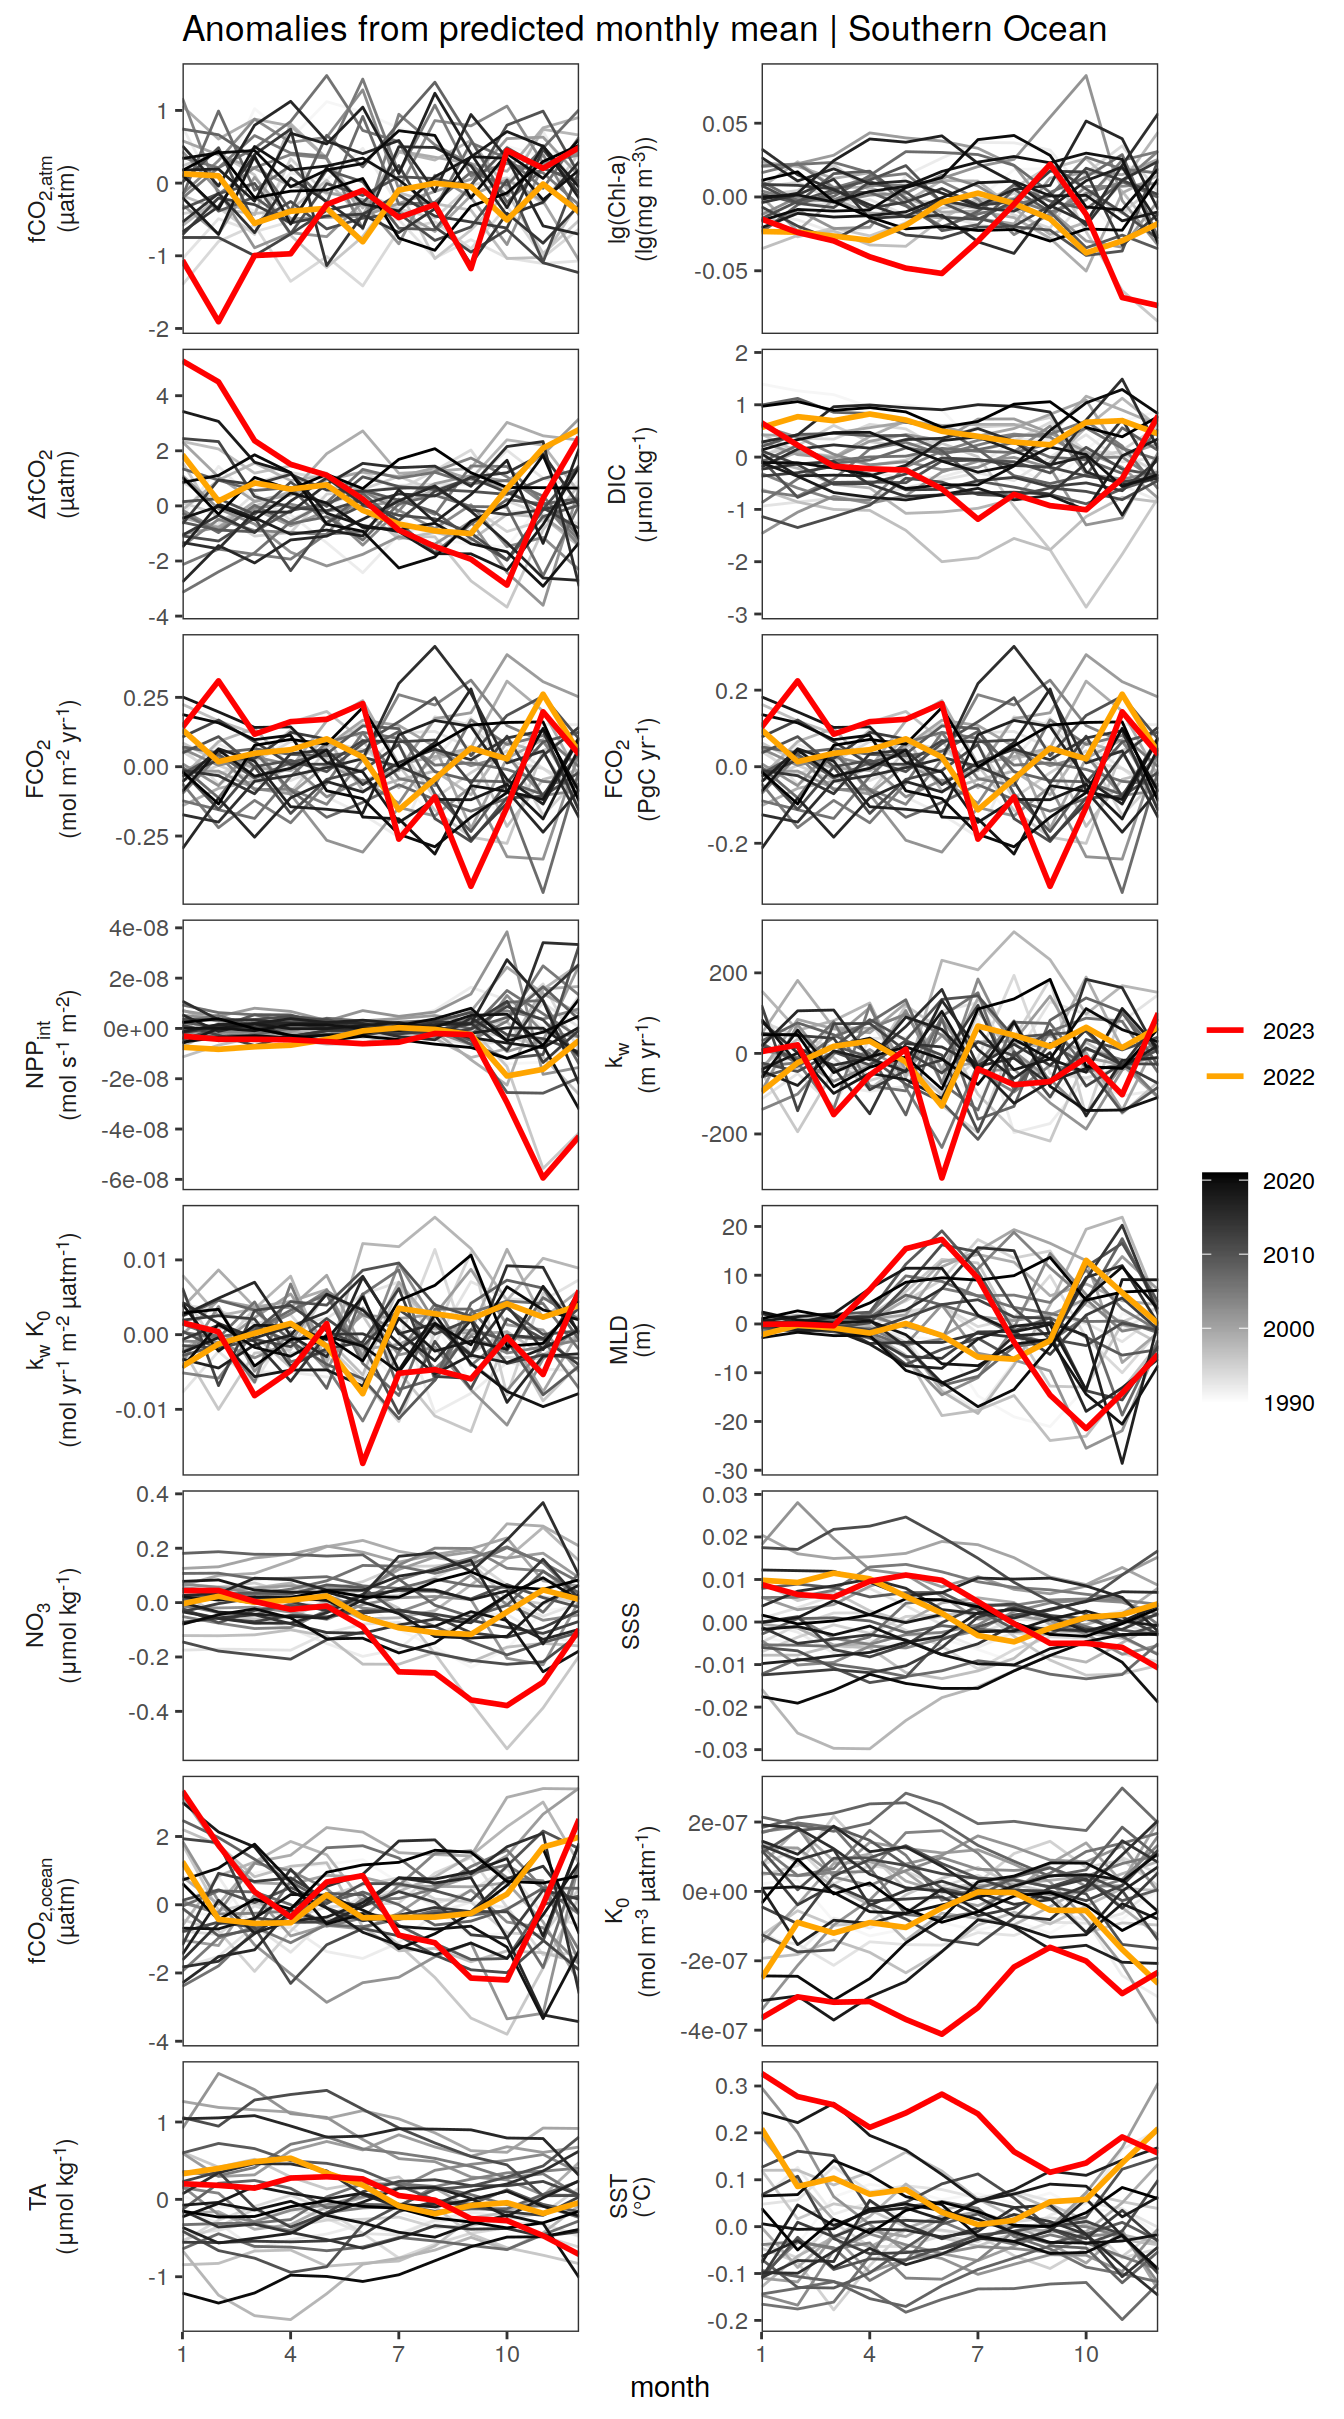 Anomalies from predicted monthly mean | Southern Ocean
fCO2,atm
(µatm)
1
0
-1
-2
lg(Chl-a)
(lg(mg m-3))
0.05
0.00
-0.05
ΔfCO2
(µatm)
4
2
0
-2
-4
DIC
(µmol kg-1)
2
1
0
-1
-2
-3
FCO2
(mol m-2 yr-1)
0.25
0.00
-0.25
FCO2
(PgC yr-1)
0.2
0.0
-0.2
NPPint
(mol s-1 m-2)
4e-08
2e-08
0e+00
-2e-08
-4e-08
-6e-08
kw
(m yr-1)
200
0
-200
kw K0
(mol yr-1 m-2 µatm-1)
0.01
0.00
-0.01
MLD
(m)
20
10
0
-10
-20
-30
NO3
(µmol kg-1)
0.4
0.2
0.0
-0.2
-0.4
SSS
0.03
0.02
0.01
0.00
-0.01
-0.02
-0.03
fCO2,ocean
(µatm)
2
0
-2
-4
K0
(mol m-3 µatm-1)
2e-07
0e+00
-2e-07
-4e-07
TA
(µmol kg-1)
1
0
-1
SST
(°C)
0.3
0.2
0.1
0.0
-0.1
-0.2
1 4 7 10
1 4 7 10
month
2023
2022
2020
2010
2000
1990